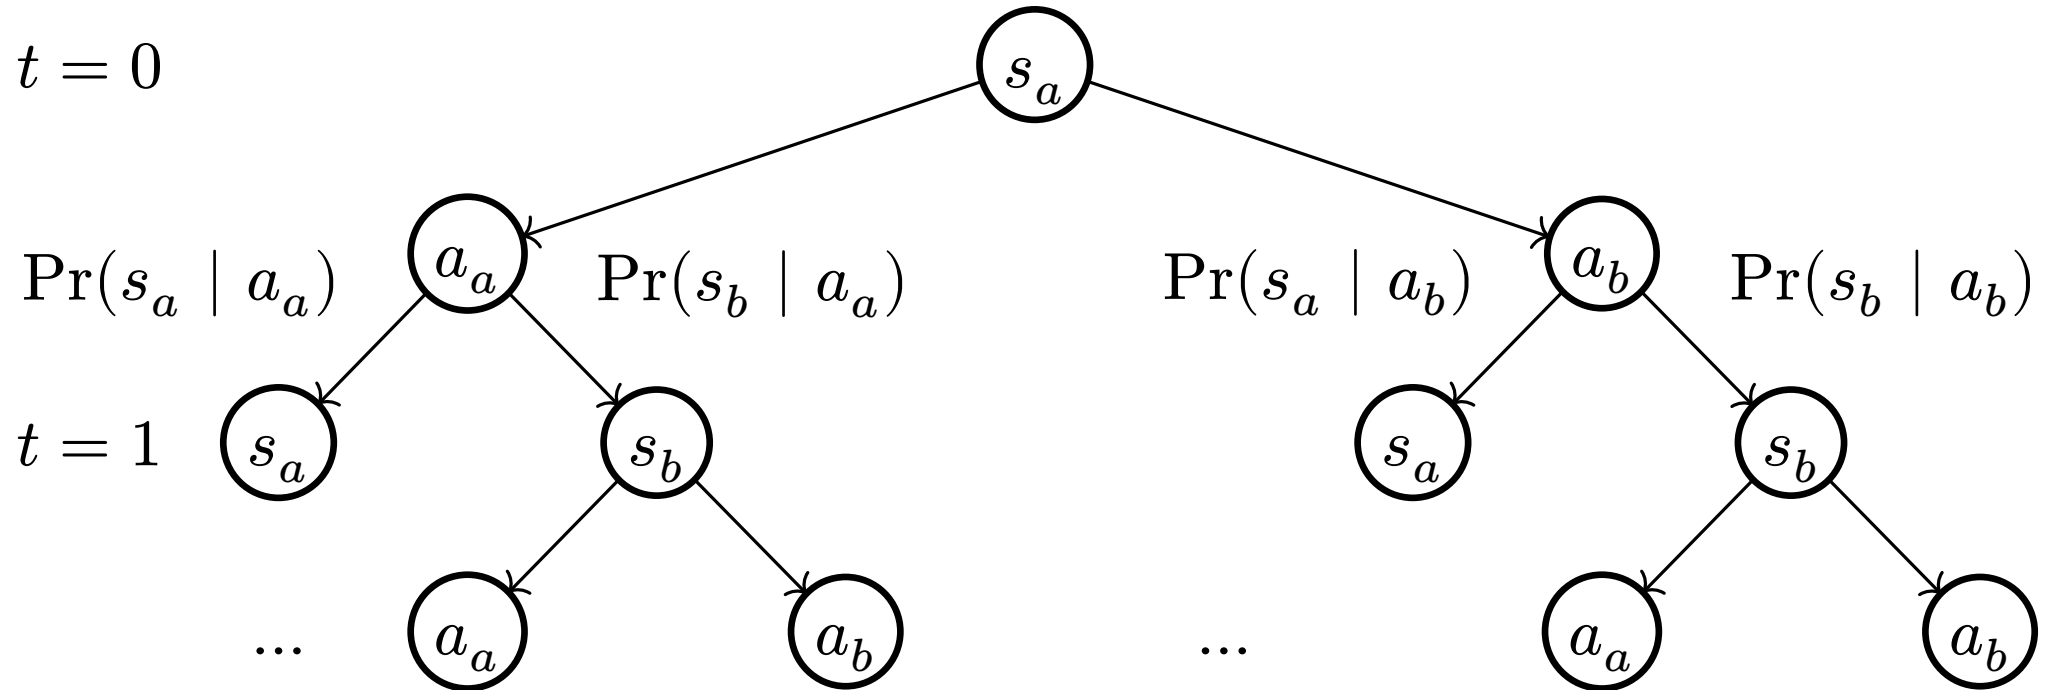 t = 0 s_a
a_a a_b
Pr(s_a | a_a) Pr(s_b | a_a) Pr(s_a | a_b) Pr(s_b | a_b)
t = 1 s_a s_b s_a s_b
... a_a a_b ... a_a a_b